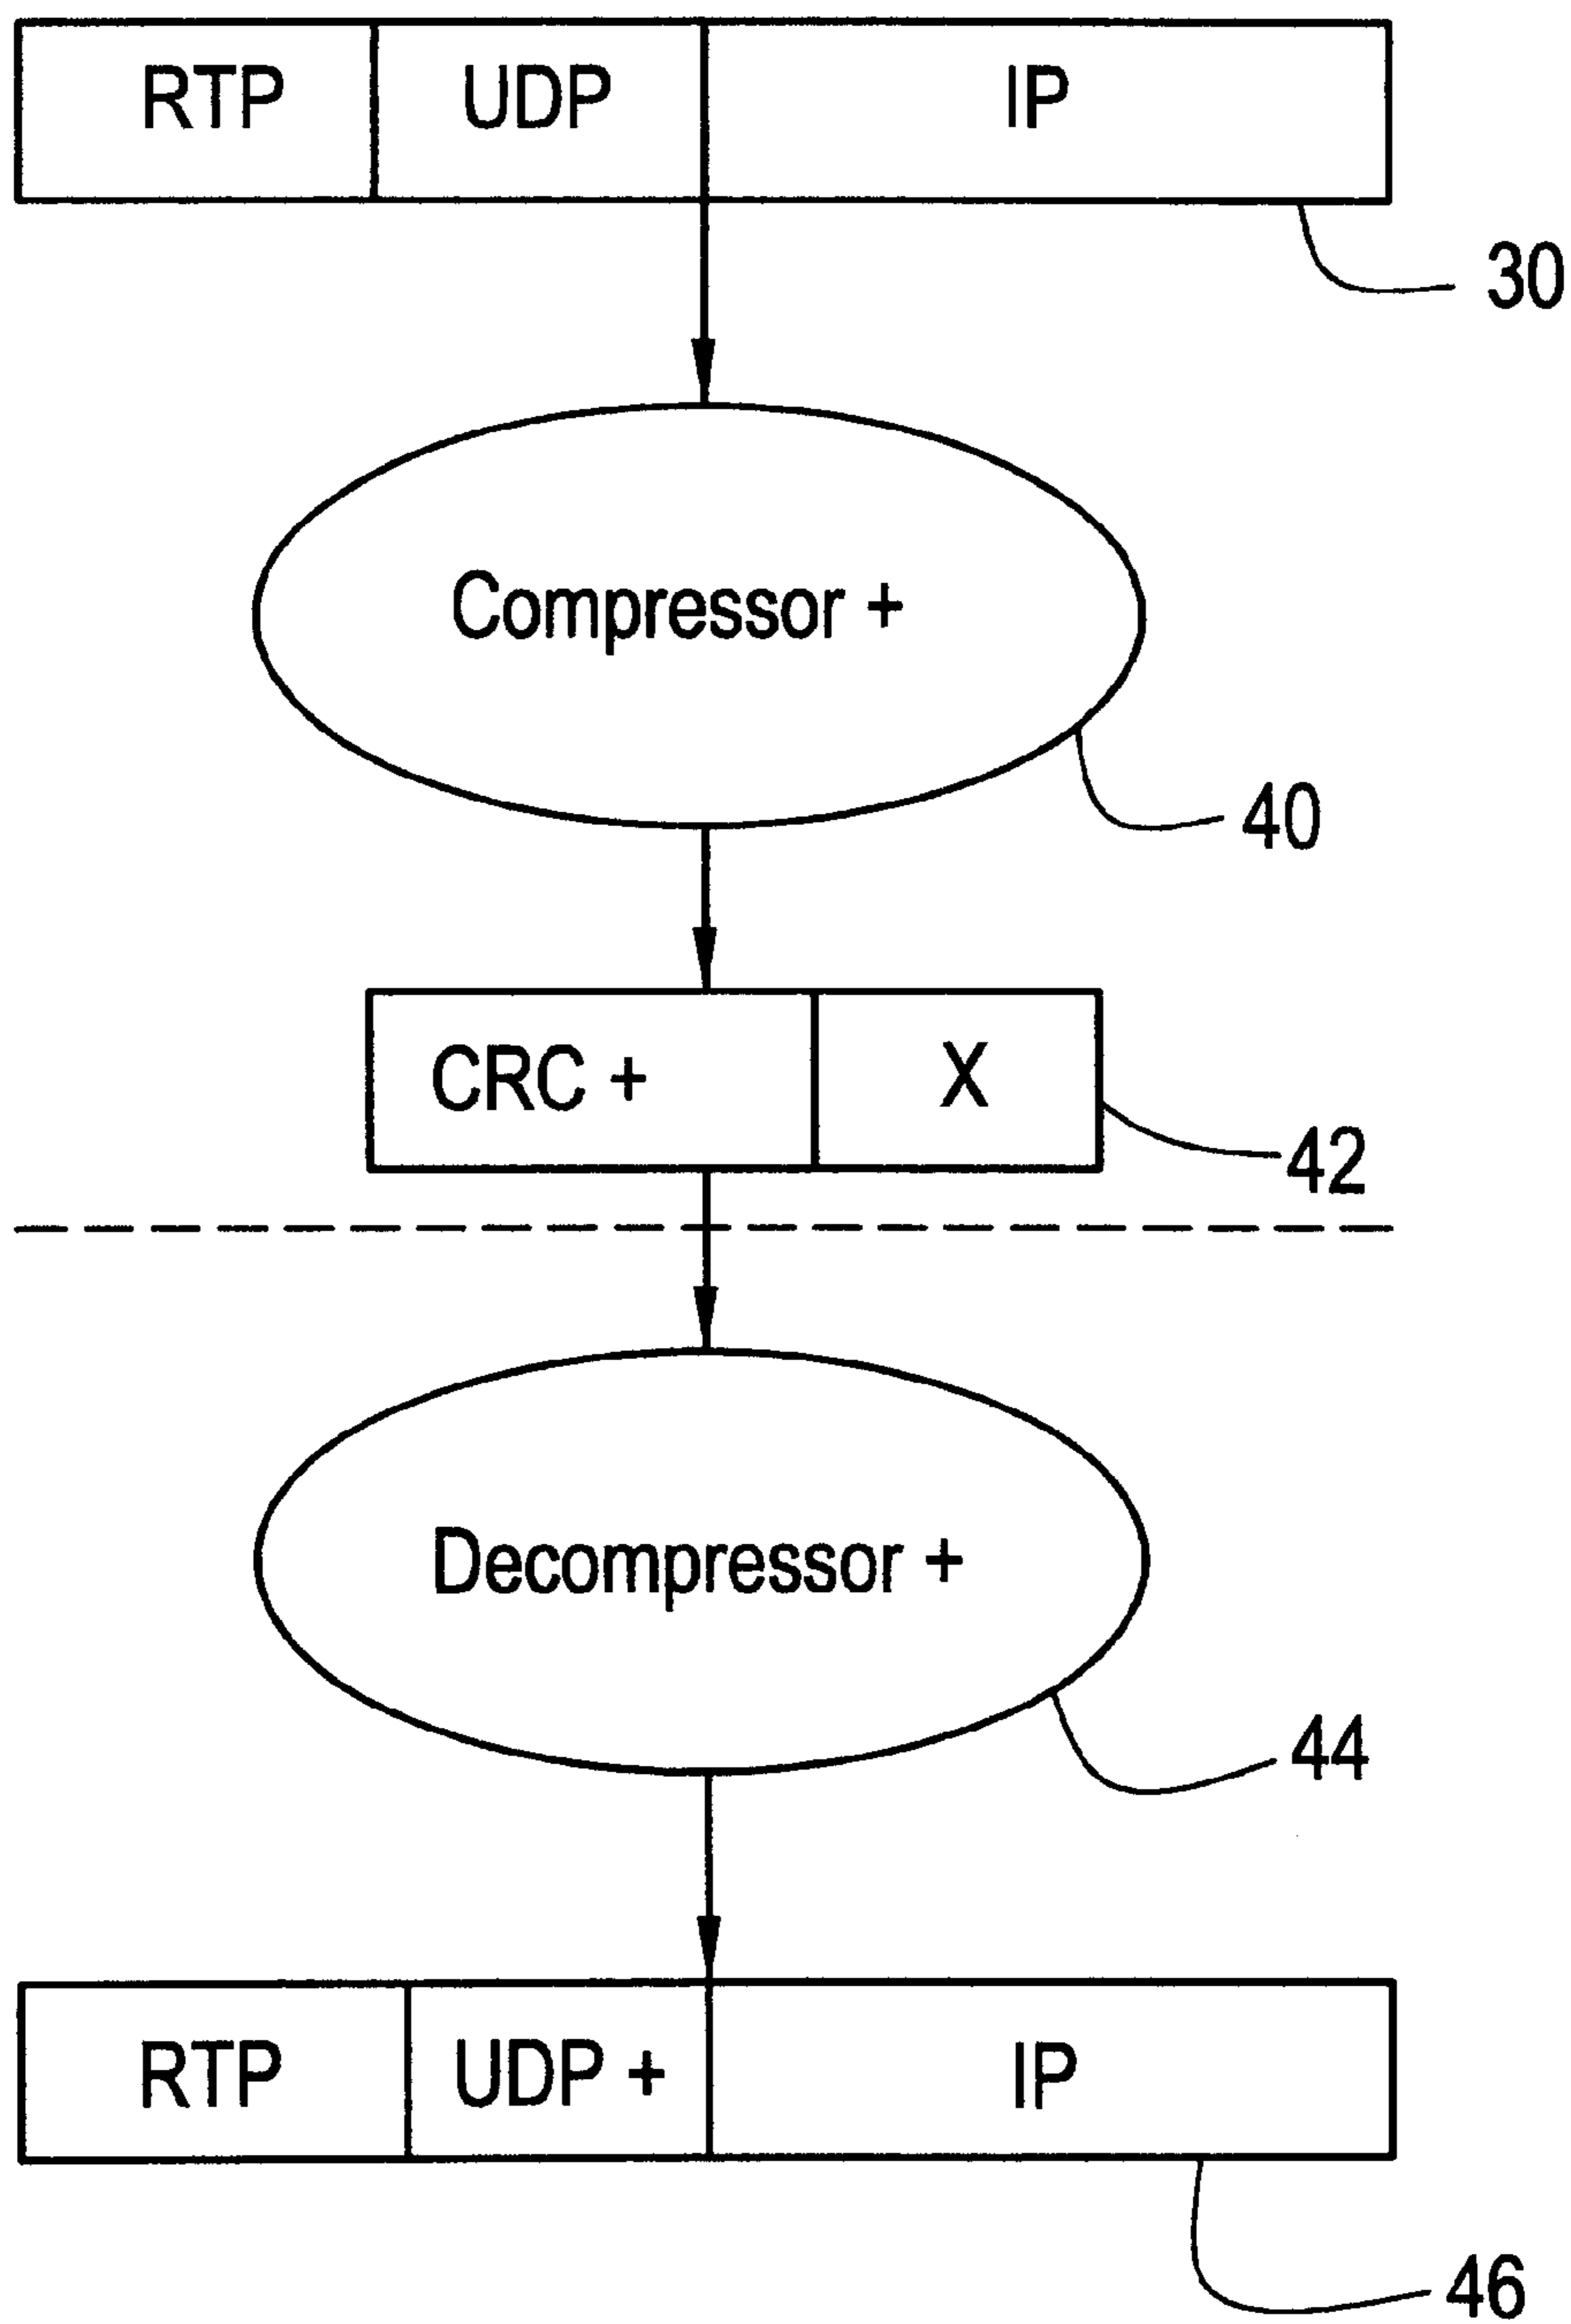 RTP UDP IP
30
Compressor +
40
CRC + X
42
Decompressor +
44
RTP UDP + IP
46